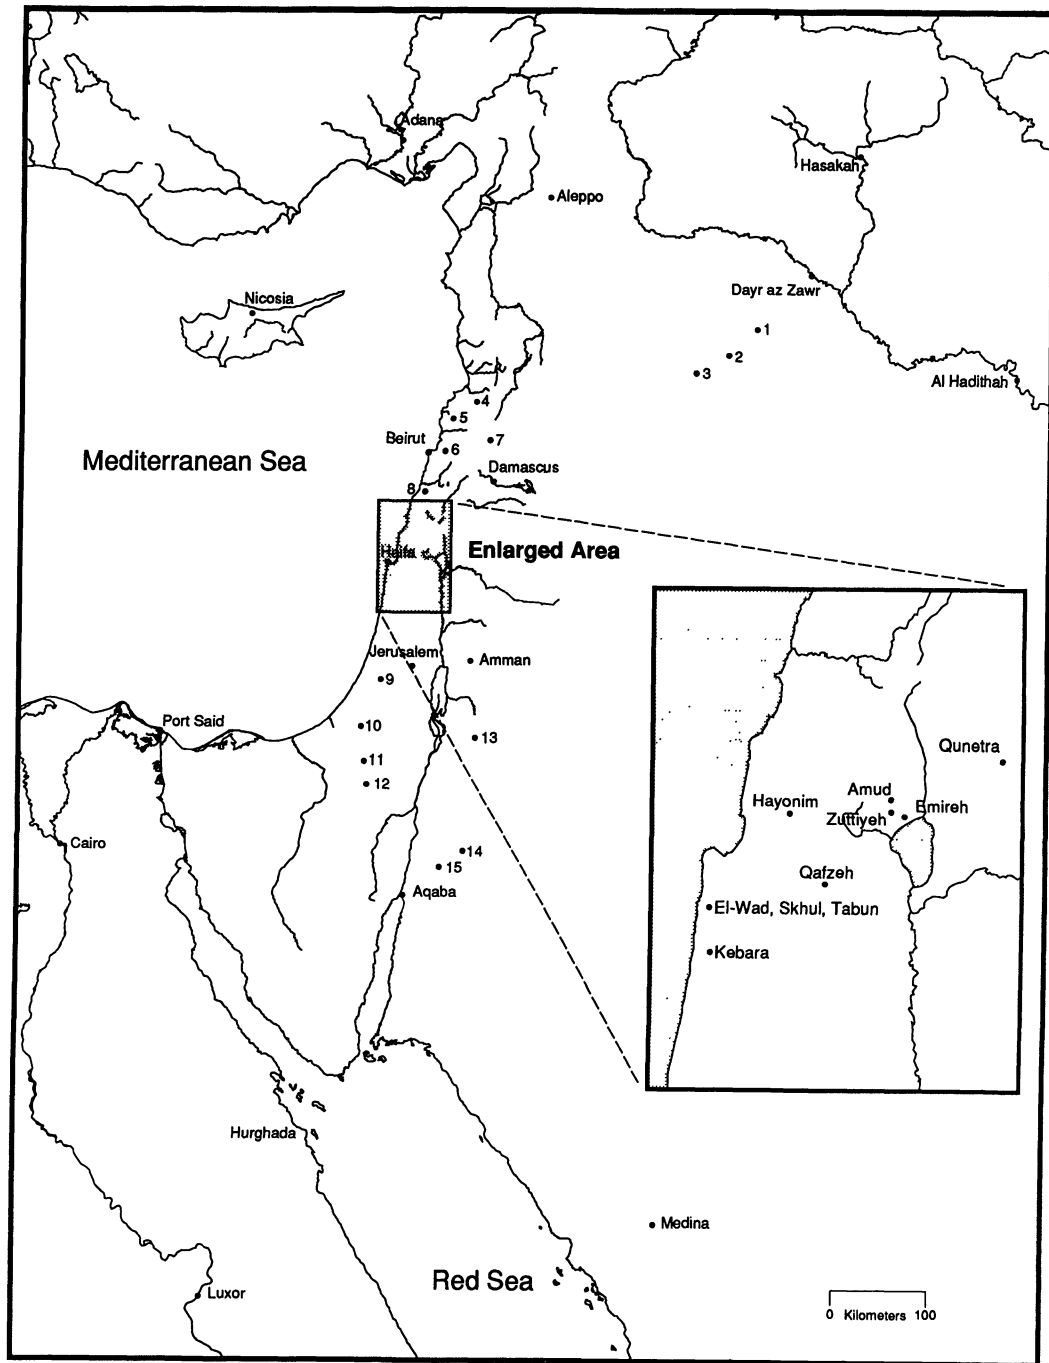 Adana
Hasakah
Aleppo
Dayr az Zawr
Nicosia
1
2
3
Al Hadithah
4
5
Beirut
6
7
Mediterranean Sea
Damascus
8
Haifa
Enlarged Area
Jerusalem
Amman
9
Port Said
10
13
11
12
Qunetra
Amud
Hayonim
Emireh
Zuttiyeh
Cairo
14
15
Aqaba
Qafzeh
El-Wad, Skhul, Tabun
Kebara
Hurghada
Medina
Red Sea
Luxor
0 Kilometers 100